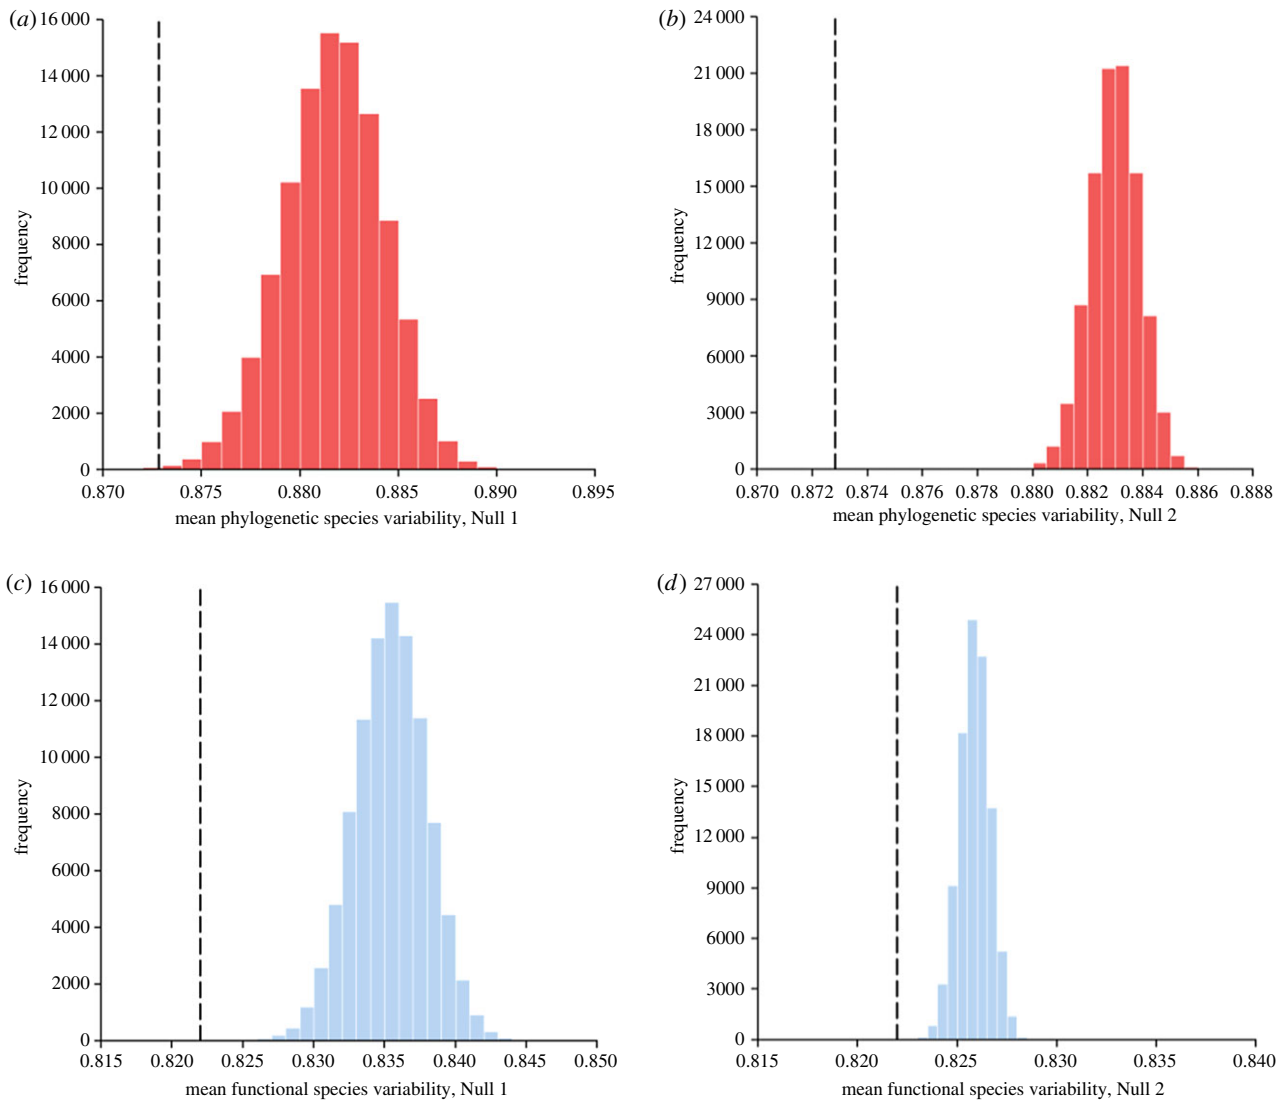 (a)
16 000
14 000
12 000
10 000
8000
6000
4000
2000
0
frequency
0.870 0.875 0.880 0.885 0.890 0.895
mean phylogenetic species variability, Null 1
(b)
24 000
21 000
18 000
15 000
12 000
9000
6000
3000
0
frequency
0.870 0.872 0.874 0.876 0.878 0.880 0.882 0.884 0.886 0.888
mean phylogenetic species variability, Null 2
(c)
16 000
14 000
12 000
10 000
8000
6000
4000
2000
0
frequency
0.815 0.820 0.825 0.830 0.835 0.840 0.845 0.850
mean functional species variability, Null 1
(d)
27 000
24 000
21 000
18 000
15 000
12 000
9000
6000
3000
0
frequency
0.815 0.820 0.825 0.830 0.835 0.840
mean functional species variability, Null 2